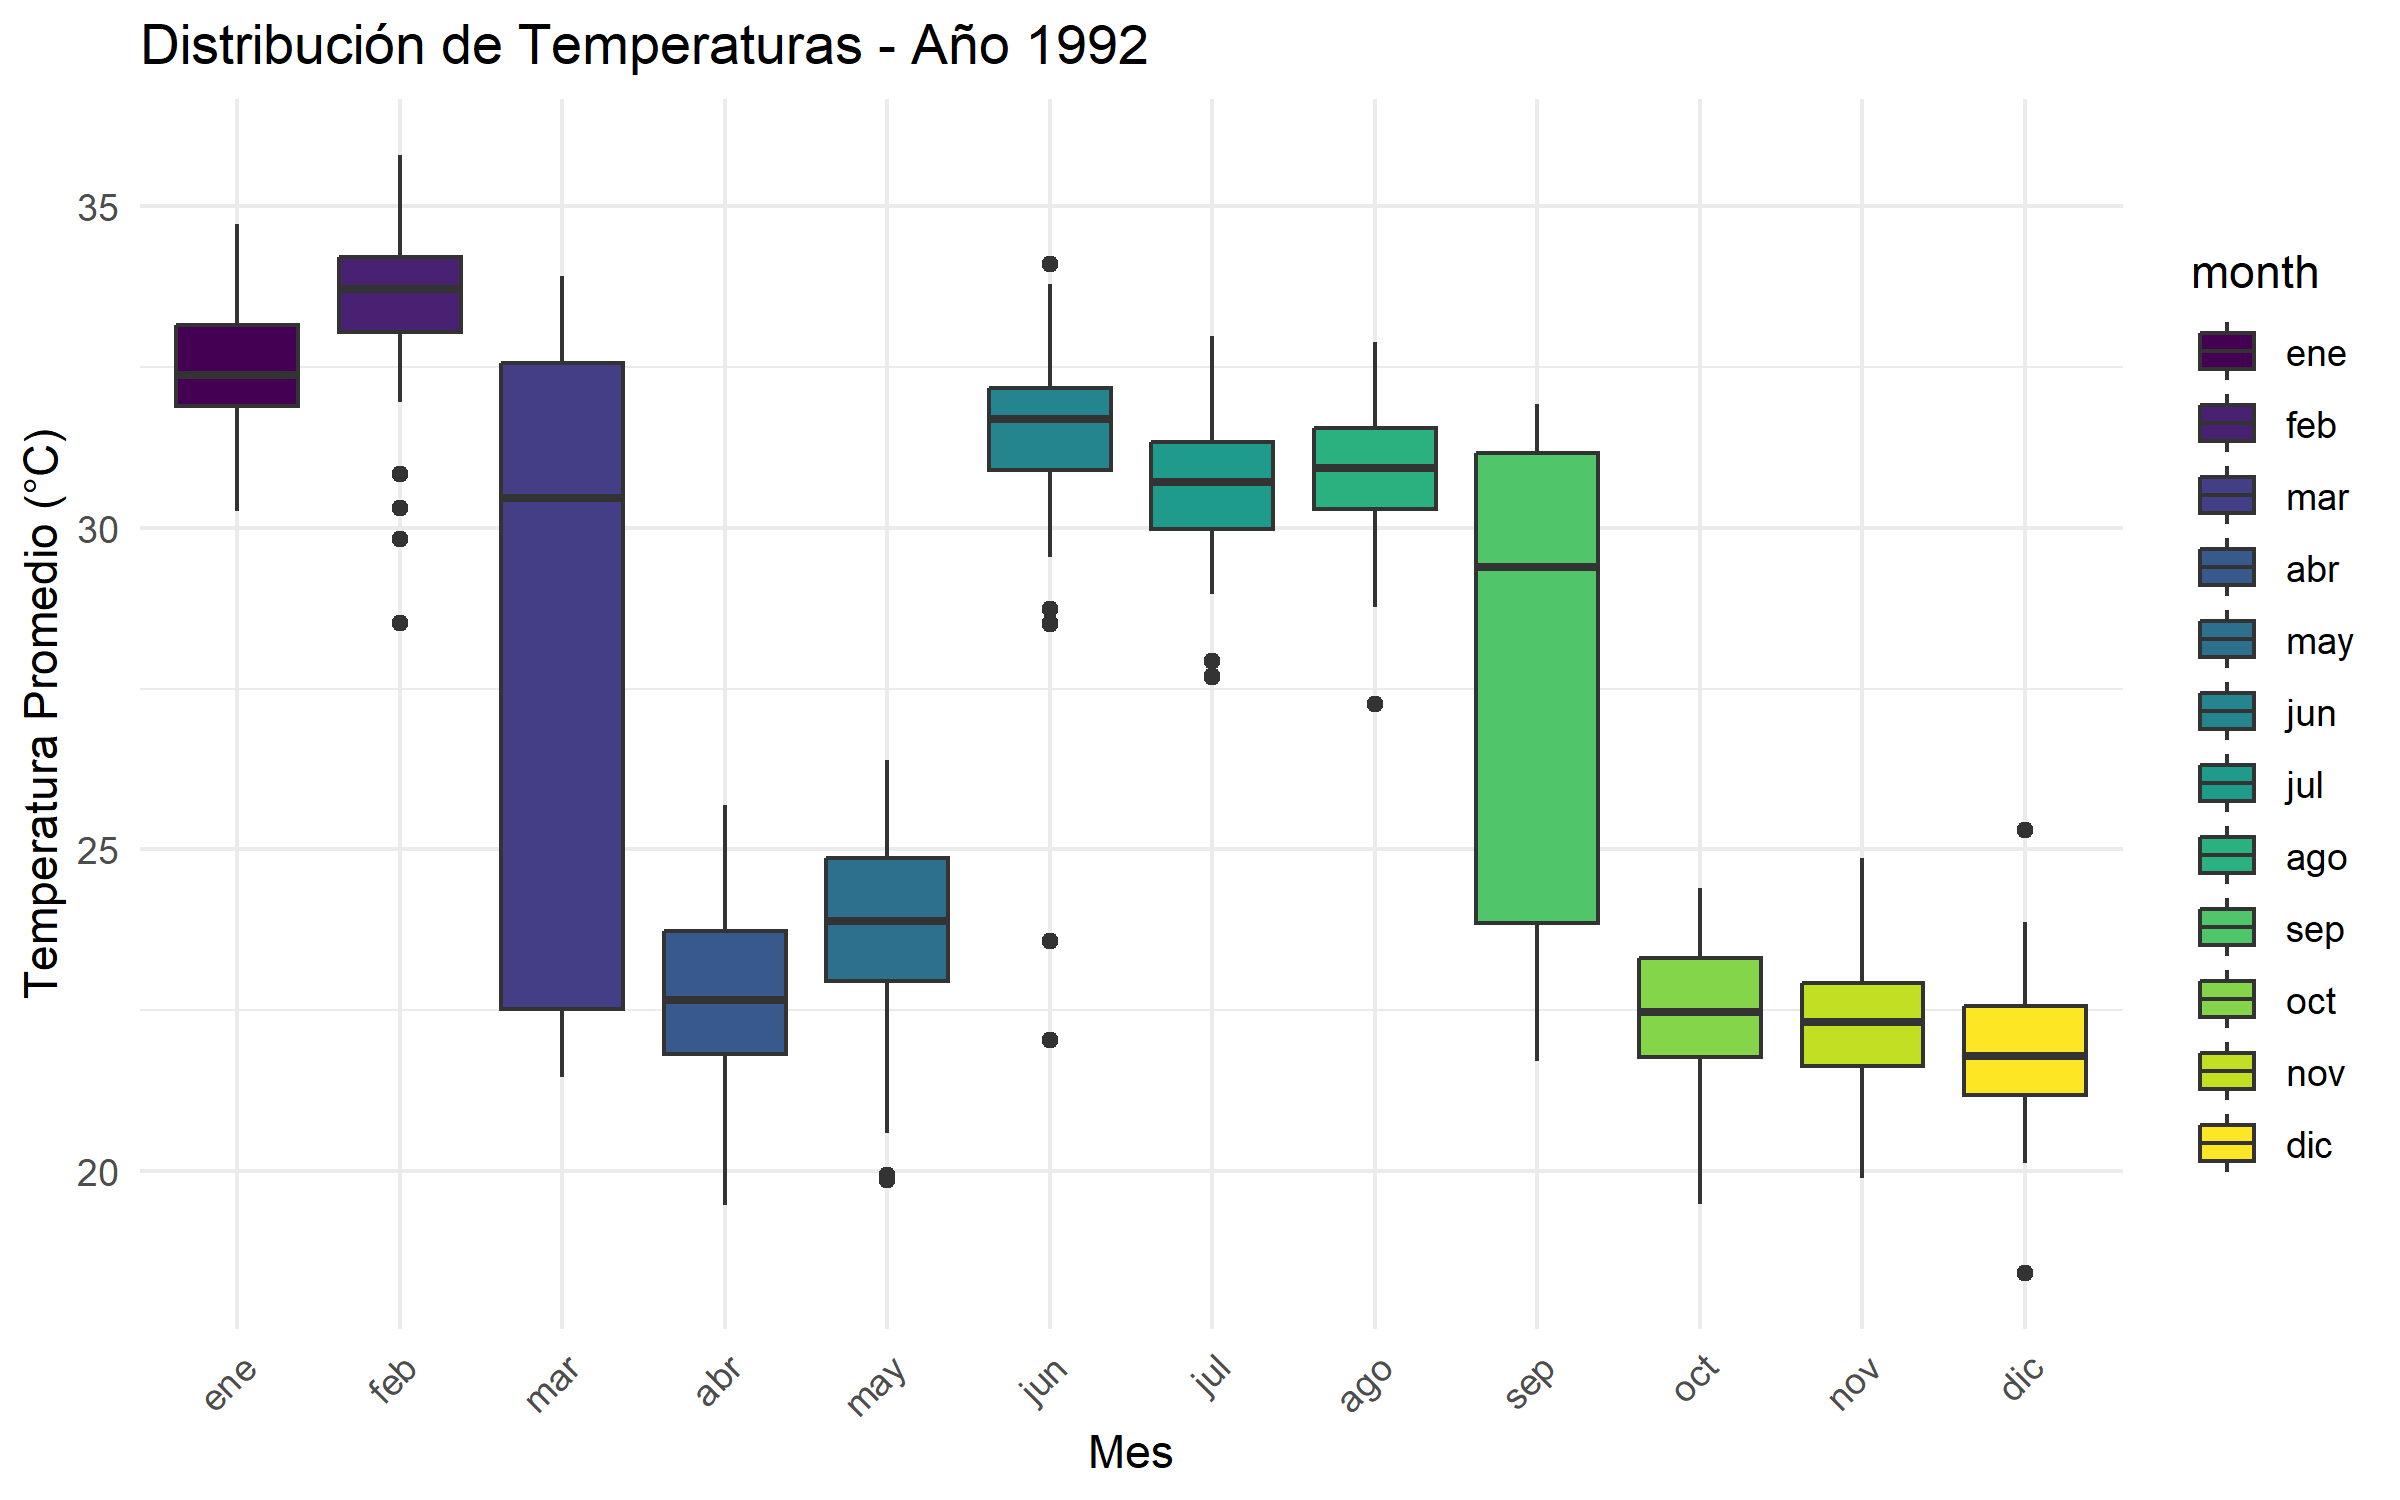 Distribución de Temperaturas - Año 1992
Temperatura Promedio (°C)
35
30
25
20
ene
feb
mar
abr
may
jun
jul
ago
sep
oct
nov
dic
Mes
month
ene
feb
mar
abr
may
jun
jul
ago
sep
oct
nov
dic